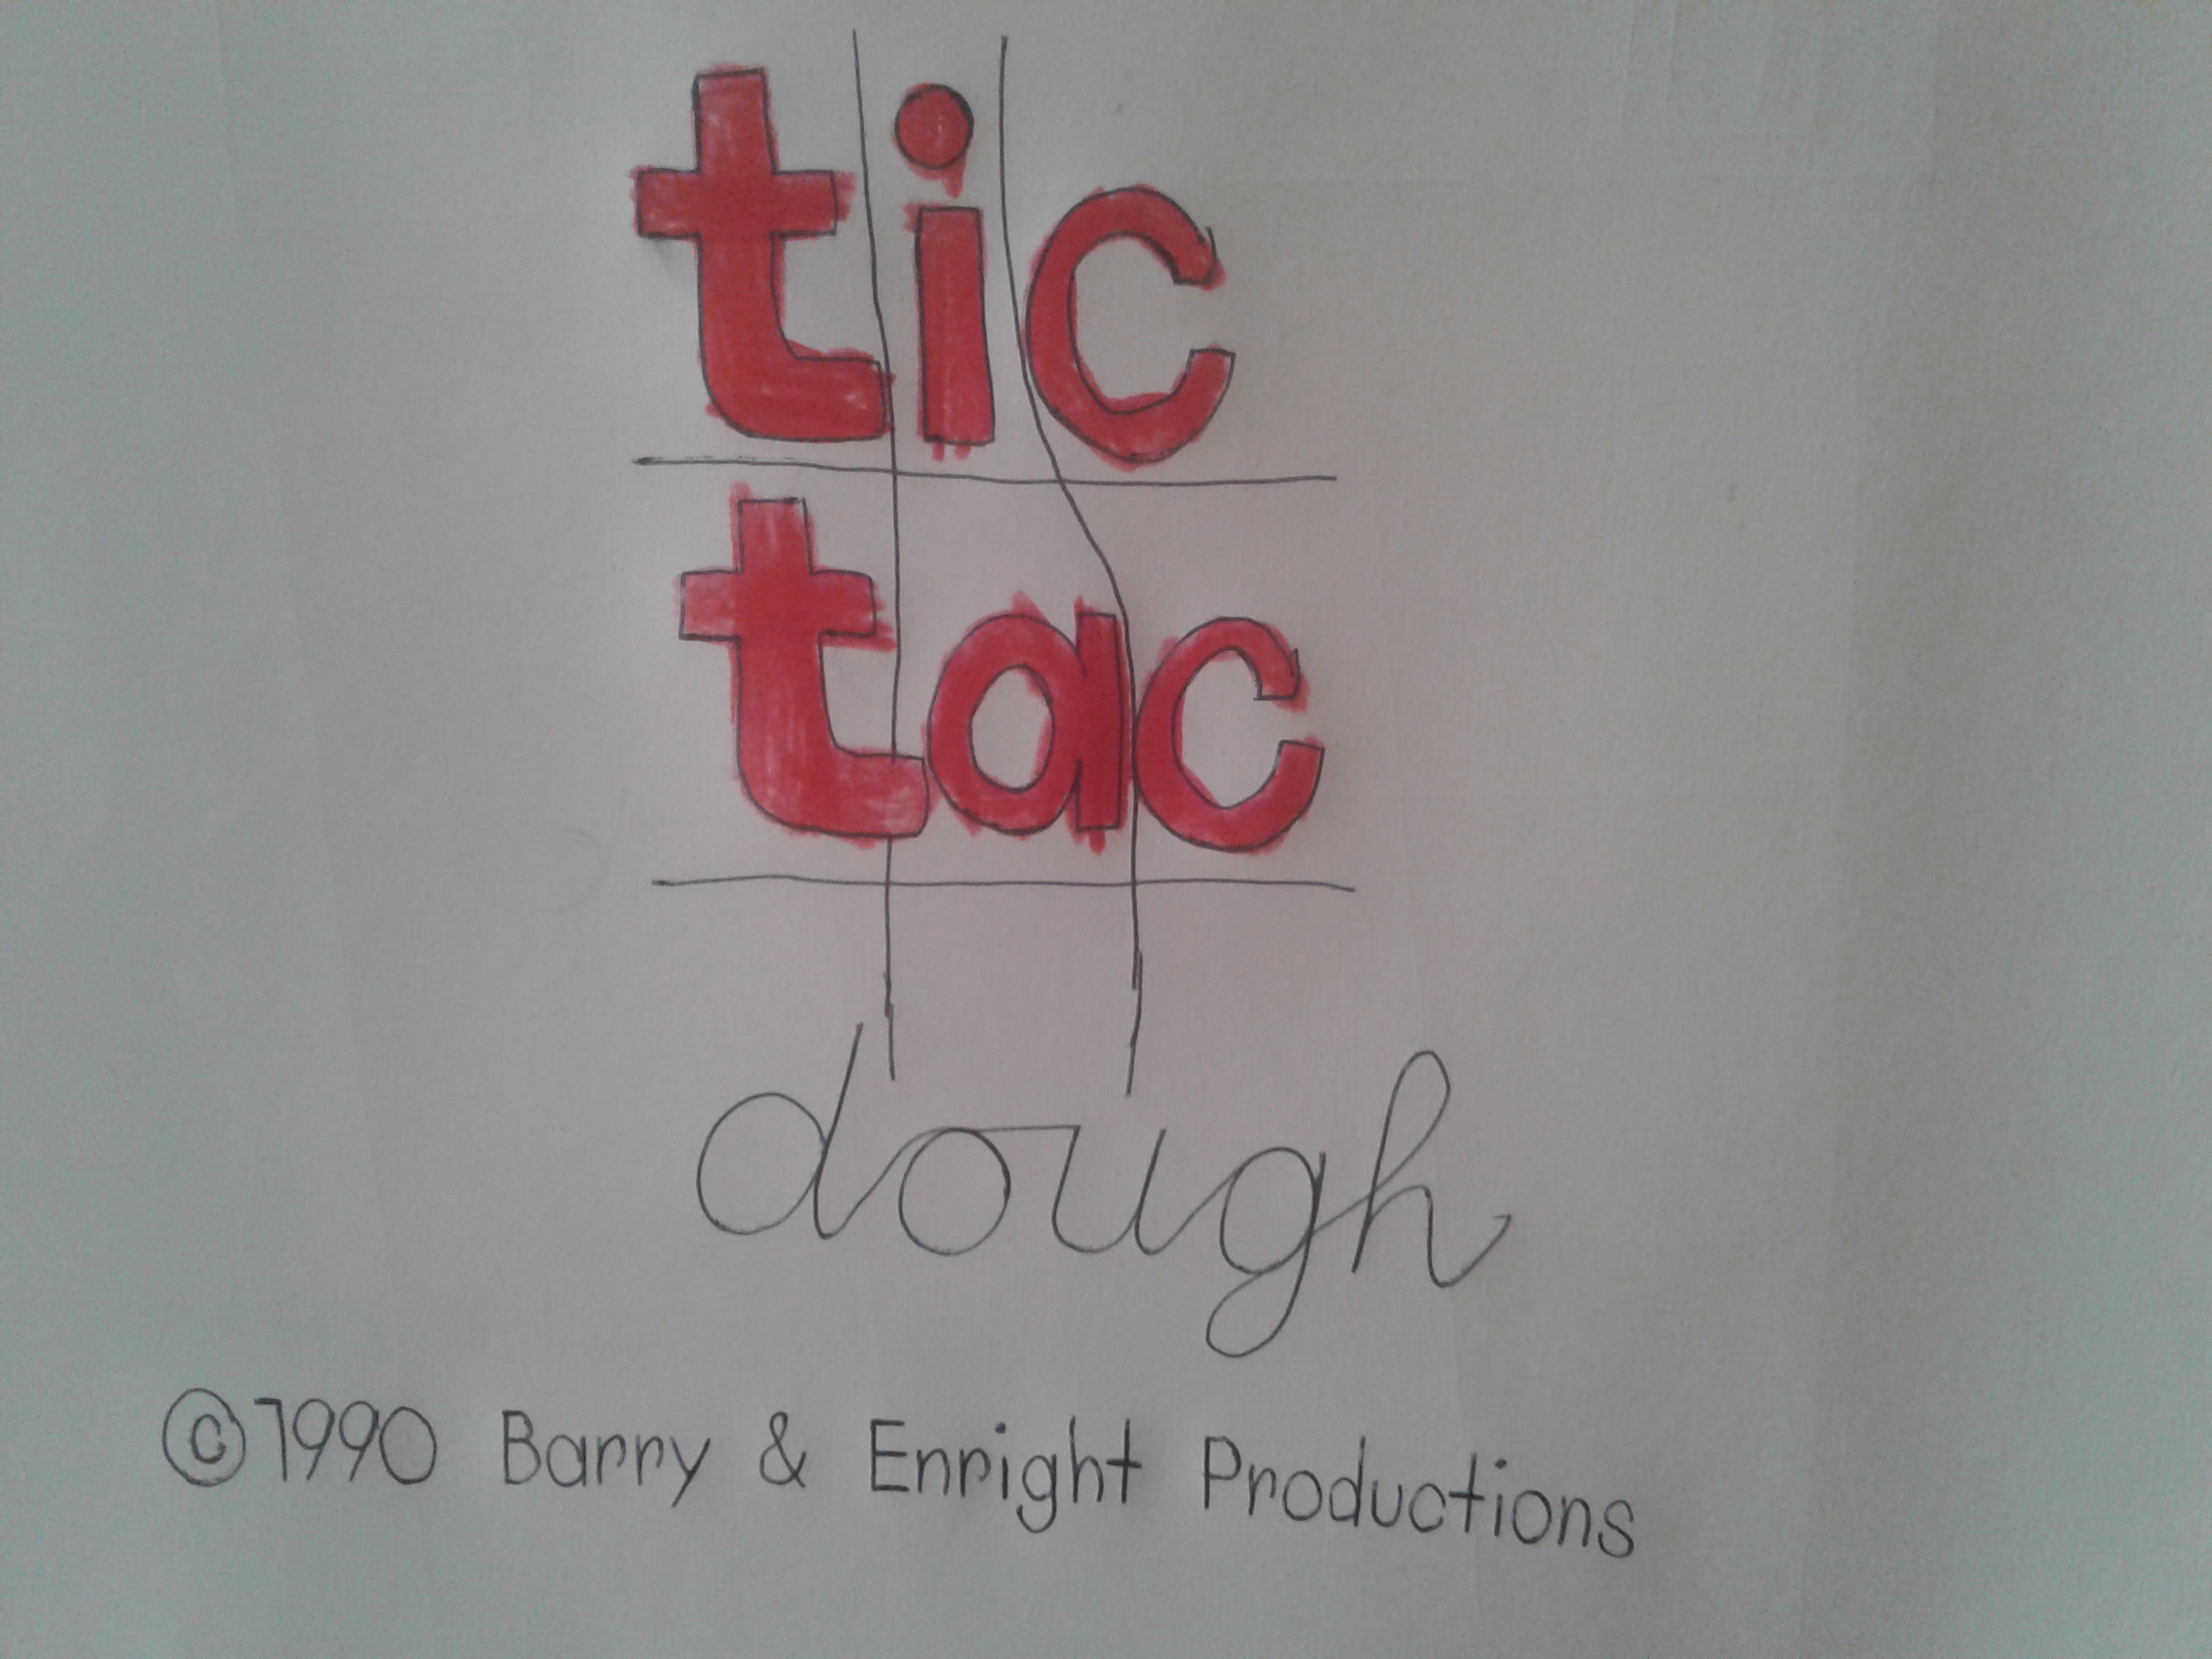 tic
tac
dough
©1990 Barry & Enright Productions